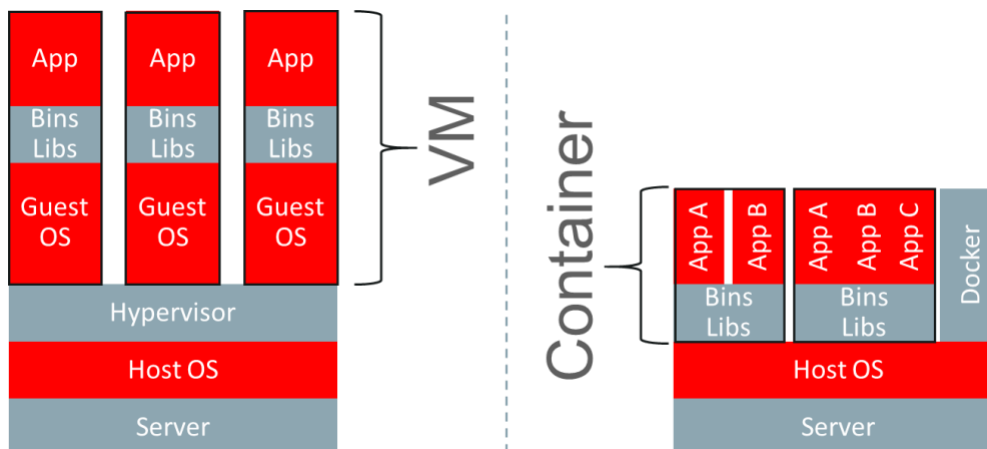 App
App
App
Bins
Libs
Bins
Libs
Bins
Libs
Guest
OS
Guest
OS
Guest
OS
Hypervisor
Host OS
Server
VM
Container
App A
App B
App A
App B
App C
Bins
Libs
Bins
Libs
Docker
Host OS
Server